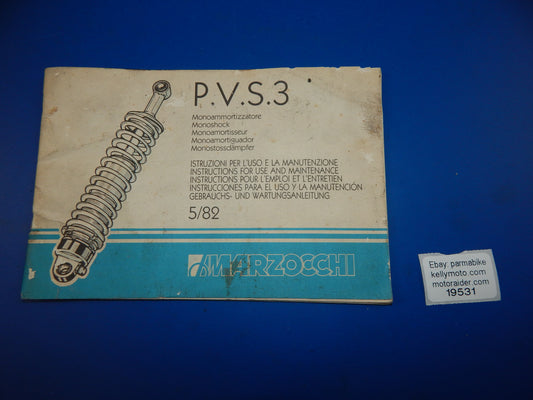 P.V.S.3
Monoammortizzatore
Monoshock
Monoamortisseur
Monoamortiguador
Monostossdämpfer
ISTRUZIONI PER L'USO E LA MANUTENZIONE
INSTRUCTIONS FOR USE AND MAINTENANCE
INSTRUCTIONS POUR L'EMPLOI ET L'ENTRETIEN
INSTRUCCIONES PARA EL USO Y LA MANUTENCIÓN
GEBRAUCHS- UND WARTUNGSANLEITUNG
5/82
MARZOCCHI
Ebay parmabike
kellymoto.com
motoraider.com
19531